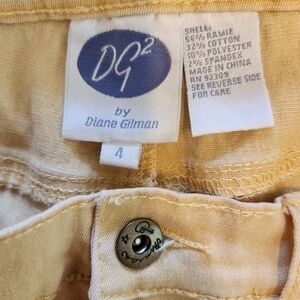 DG2
by
Diane Gilman
4
SHELL:
56% RAMIE
32% COTTON
10% POLYESTER
2% SPANDEX
MADE IN CHINA
RN 92309
SEE REVERSE SIDE
FOR CARE